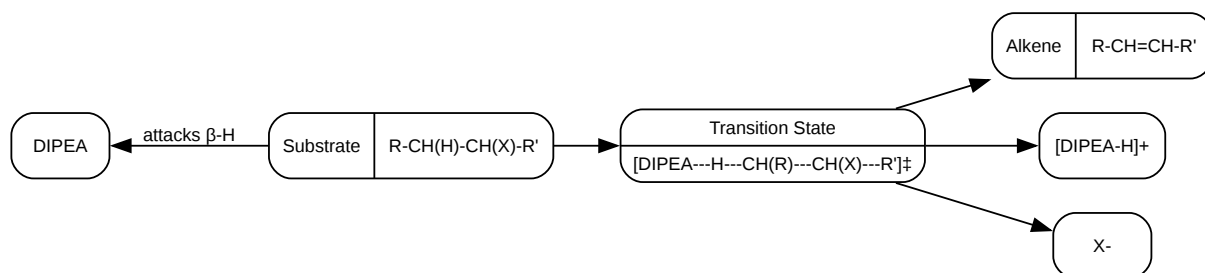 DIPEA
attacks β-H
Substrate
R-CH(H)-CH(X)-R'
Transition State
[DIPEA---H---CH(R)---CH(X)---R']‡
Alkene
R-CH=CH-R'
[DIPEA-H]+
X-